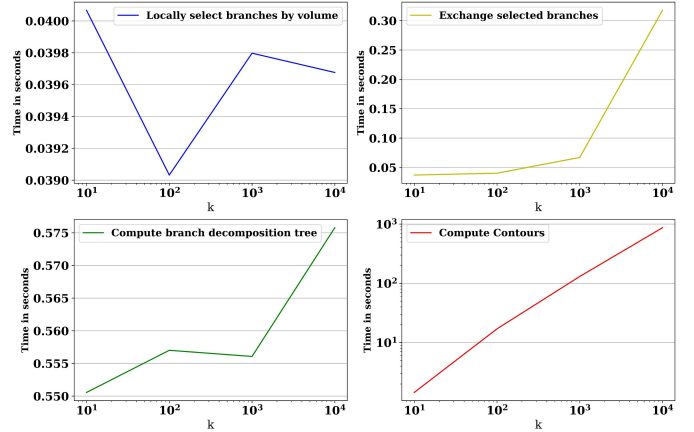 Locally select branches by volume
Time in seconds
0.0400
0.0398
0.0396
0.0394
0.0392
0.0390
10¹ 10² 10³ 10⁴
k
Exchange selected branches
Time in seconds
0.30
0.25
0.20
0.15
0.10
0.05
10¹ 10² 10³ 10⁴
k
Compute branch decomposition tree
Time in seconds
0.575
0.570
0.565
0.560
0.555
0.550
10¹ 10² 10³ 10⁴
k
Compute Contours
Time in seconds
10³
10²
10¹
10¹ 10² 10³ 10⁴
k